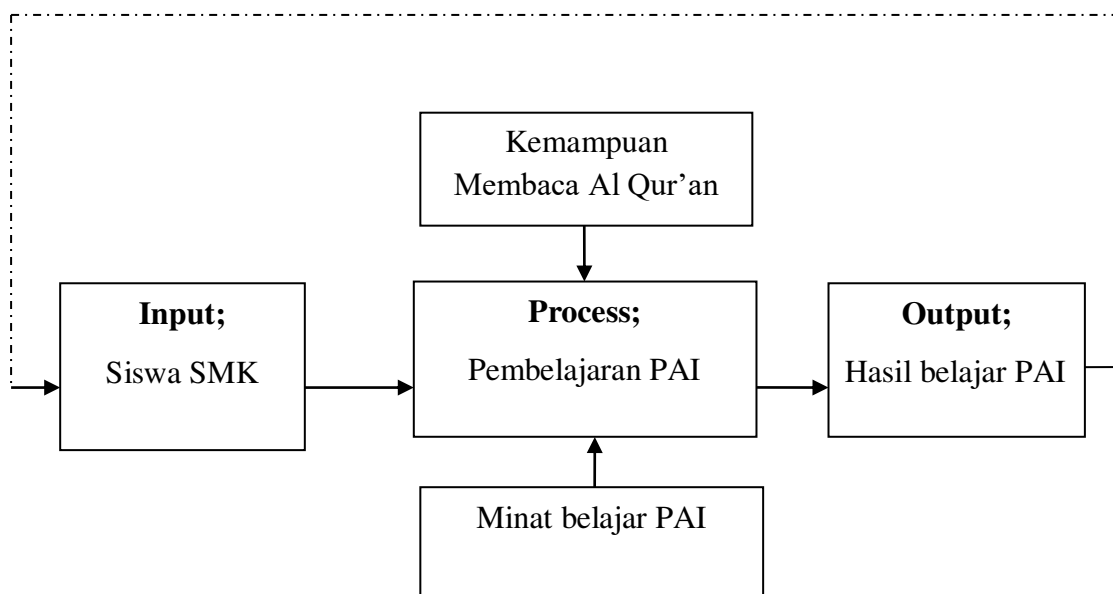 Kemampuan
Membaca Al Qur’an
Input;
Siswa SMK
Process;
Pembelajaran PAI
Output;
Hasil belajar PAI
Minat belajar PAI